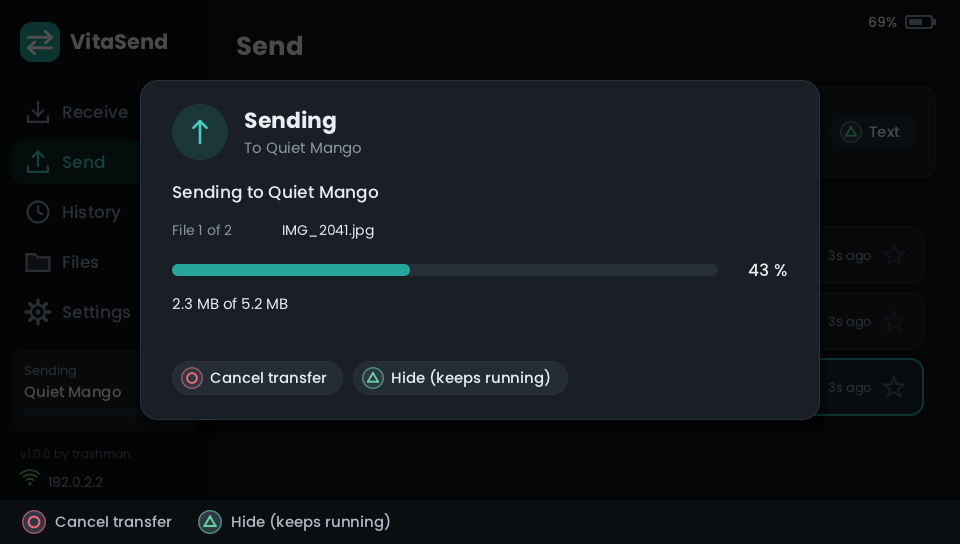 69%
VitaSend
Send
Receive
Send
History
Files
Settings
Text
Sending
To Quiet Mango
Sending to Quiet Mango
File 1 of 2 IMG_2041.jpg
43 %
2.3 MB of 5.2 MB
Cancel transfer Hide (keeps running)
3s ago
3s ago
3s ago
Sending
Quiet Mango
v1.0.0 by trashman
192.0.2.2
Cancel transfer Hide (keeps running)